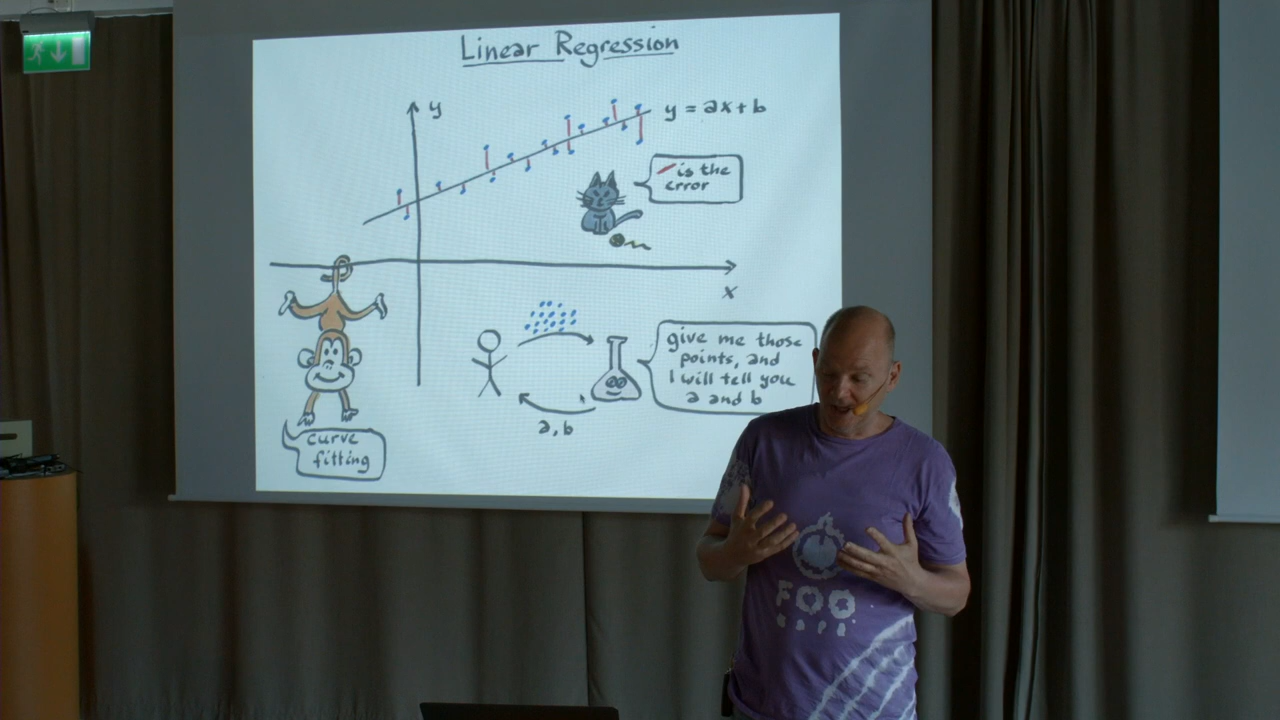 Linear Regression
y
y = ax + b
is the
error
x
give me those
points, and
I will tell you
a and b
a, b
curve
fitting
FOO